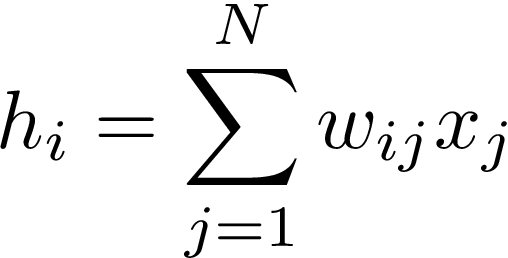 h_i = \sum_{j=1}^{N} w_{ij} x_j